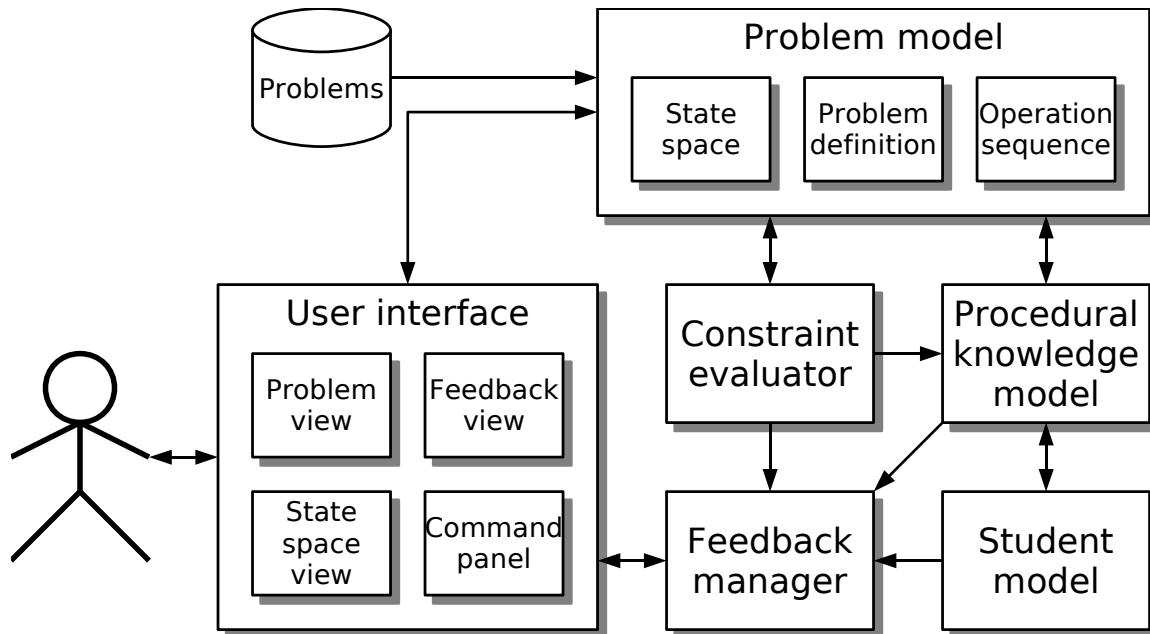 Problems
Problem model
State
space
Problem
definition
Operation
sequence
User interface
Problem
view
Feedback
view
State
space
view
Command
panel
Constraint
evaluator
Procedural
knowledge
model
Feedback
manager
Student
model